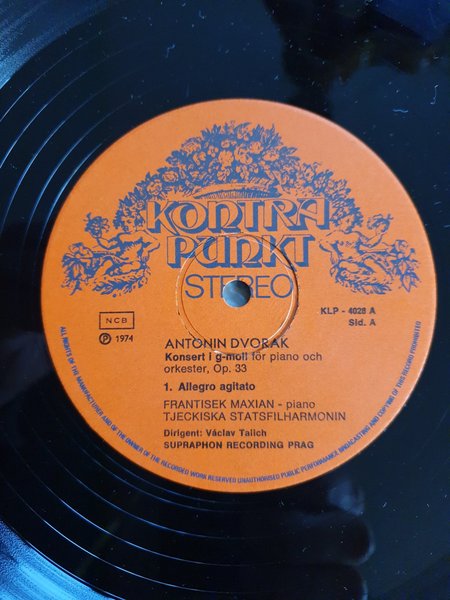 KONTRA
PUNKT
STEREO
NCB
℗ 1974
KLP - 4028 A
Sid. A
ANTONIN DVORAK
Konsert i g-moll för piano och
orkester, Op. 33
1. Allegro agitato
FRANTISEK MAXIAN - piano
TJECKISKA STATSFILHARMONIN
Dirigent: Václav Talich
SUPRAPHON RECORDING PRAG
ALL RIGHTS OF THE MANUFACTURER AND OF THE OWNER OF THE RECORDED WORK RESERVED UNAUTHORISED PUBLIC PERFORMANCE BROADCASTING AND COPYING OF THIS RECORD PROHIBITED